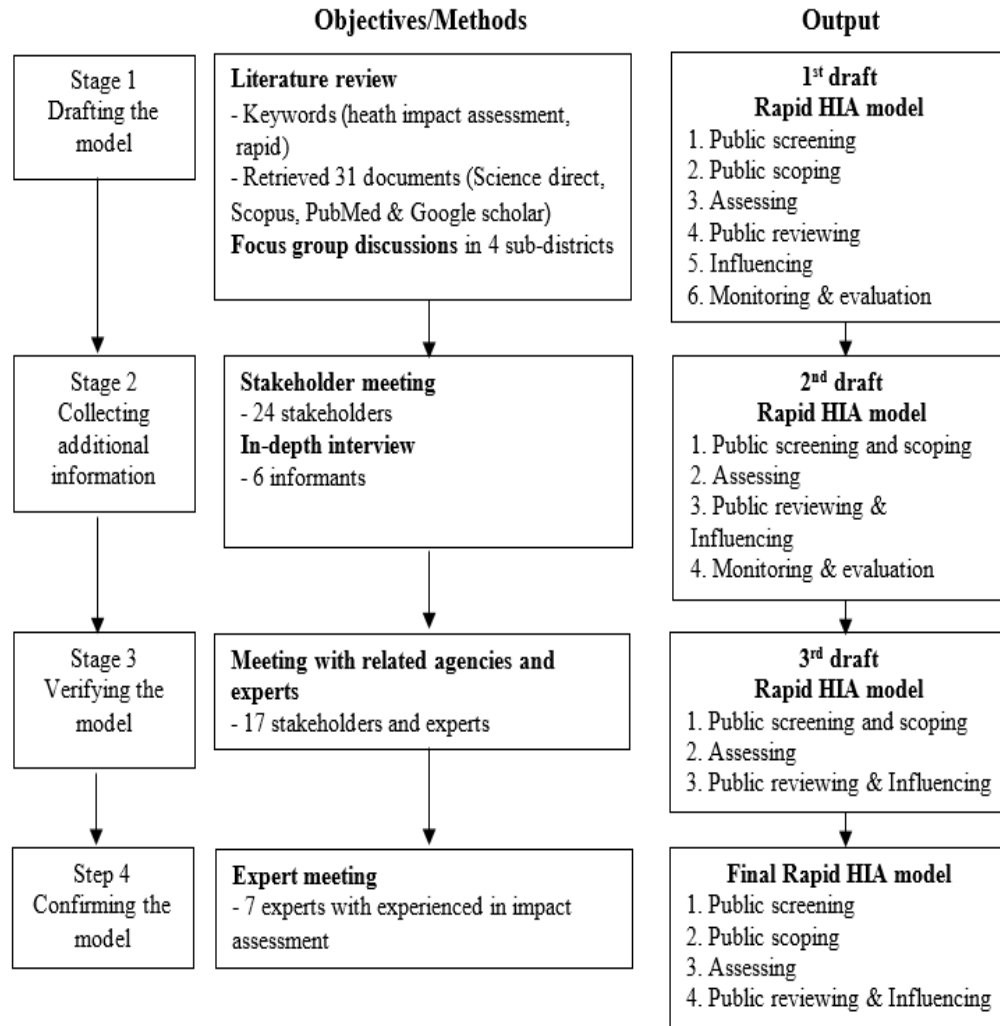 Objectives/Methods
Output
Stage 1
Drafting the
model
Literature review
- Keywords (heath impact assessment,
rapid)
- Retrieved 31 documents (Science direct,
Scopus, PubMed & Google scholar)
Focus group discussions in 4 sub-districts
1st draft
Rapid HIA model
1. Public screening
2. Public scoping
3. Assessing
4. Public reviewing
5. Influencing
6. Monitoring & evaluation
Stage 2
Collecting
additional
information
Stakeholder meeting
- 24 stakeholders
In-depth interview
- 6 informants
2nd draft
Rapid HIA model
1. Public screening and scoping
2. Assessing
3. Public reviewing &
Influencing
4. Monitoring & evaluation
Stage 3
Verifying the
model
Meeting with related agencies and
experts
- 17 stakeholders and experts
3rd draft
Rapid HIA model
1. Public screening and scoping
2. Assessing
3. Public reviewing & Influencing
Step 4
Confirming the
model
Expert meeting
- 7 experts with experienced in impact
assessment
Final Rapid HIA model
1. Public screening
2. Public scoping
3. Assessing
4. Public reviewing & Influencing